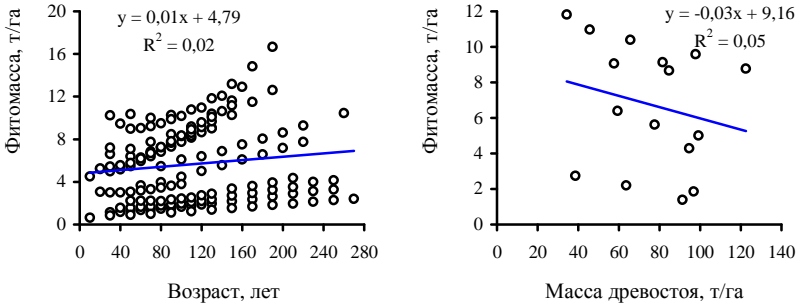 y = 0,01x + 4,79
R² = 0,02
Фитомасса, т/га
20
16
12
8
4
0
0 40 80 120 160 200 240 280
Возраст, лет
y = -0,03x + 9,16
R² = 0,05
Фитомасса, т/га
12
10
8
6
4
2
0
0 20 40 60 80 100 120 140
Масса древостоя, т/га